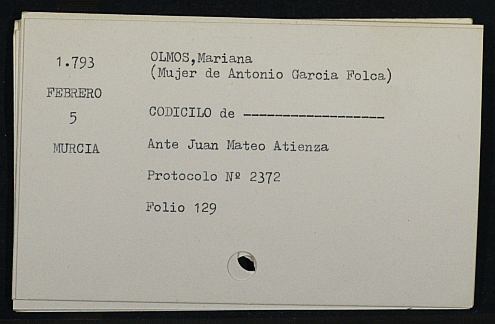 1.793
OLMOS,Mariana
(Mujer de Antonio Garcia Folca)
FEBRERO
5
CODICILO de ------------------
MURCIA
Ante Juan Mateo Atienza
Protocolo Nº 2372
Folio 129